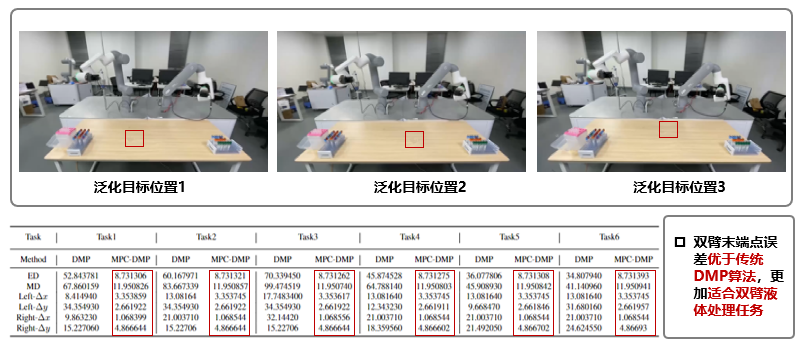 泛化目标位置1 泛化目标位置2 泛化目标位置3
Task Task1 Task2 Task3 Task4 Task5 Task6
Method DMP MPC-DMP DMP MPC-DMP DMP MPC-DMP DMP MPC-DMP DMP MPC-DMP DMP MPC-DMP
ED 52.843781 8.731306 60.167971 8.731321 70.339450 8.731262 45.874528 8.731275 36.077806 8.731308 34.807940 8.731393
MD 67.860159 11.950826 83.667339 11.950857 99.474519 11.950740 64.788140 11.950803 45.908930 11.950842 41.140960 11.950941
Left-Δx 8.414940 3.353859 13.08164 3.353745 17.7483400 3.353617 13.081640 3.353745 13.081640 3.353745 13.081640 3.353745
Left-Δy 34.354930 2.661922 34.354930 2.661922 34.354930 2.661922 12.343230 2.661911 9.668470 2.661846 31.680160 2.661957
Right-Δx 9.863230 1.068399 21.003710 1.068544 32.14420 1.068556 21.003710 1.068544 21.003710 1.068544 21.003710 1.068544
Right-Δy 15.227060 4.866644 15.22706 4.866644 15.22706 4.866644 18.359560 4.866602 21.492050 4.866702 24.624550 4.86693
双臂末端点误
差优于传统
DMP算法，更
加适合双臂液
体处理任务